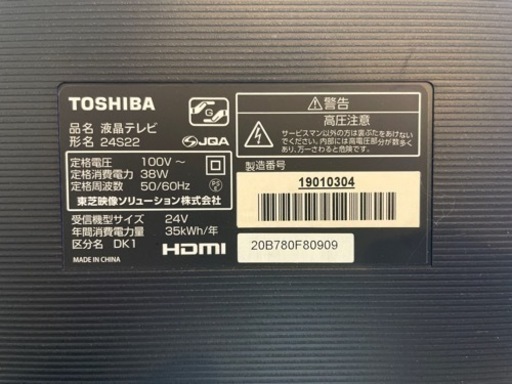 TOSHIBA
品名 液晶テレビ
形名 24S22
JQA
定格電圧 100V～
定格消費電力 38W
定格周波数 50/60Hz
PS
E
東芝映像ソリューション株式会社
受信機型サイズ 24V
年間消費電力量 35kWh/年
区分名 DK1
HDMI
MADE IN CHINA
警告
高圧注意
サービスマン以外の方は裏ぶたをあけないで
ください。内部には高電圧部分が数多く
あり、万一さわると危険です。
製造番号
19010304
20B780F80909